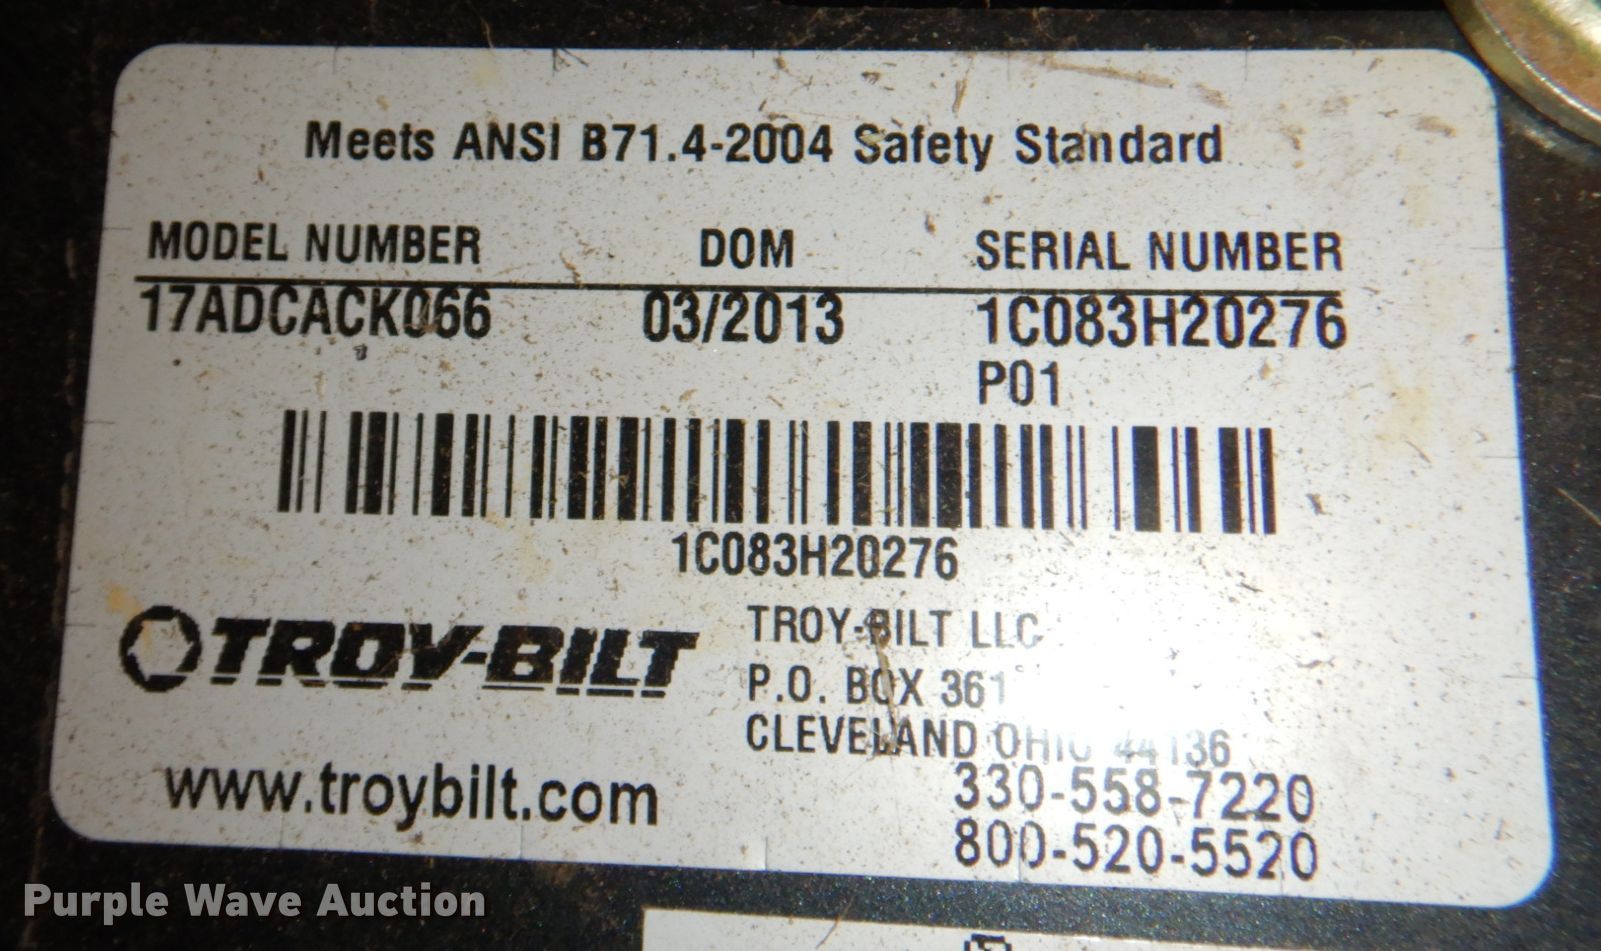 Meets ANSI B71.4-2004 Safety Standard
MODEL NUMBER DOM SERIAL NUMBER
17ADCACK066 03/2013 1C083H20276
P01
1C083H20276
TROY-BILT
TROY-BILT LLC
P.O. BOX 361
CLEVELAND OHIO 44136
www.troybilt.com
330-558-7220
800-520-5520
Purple Wave Auction